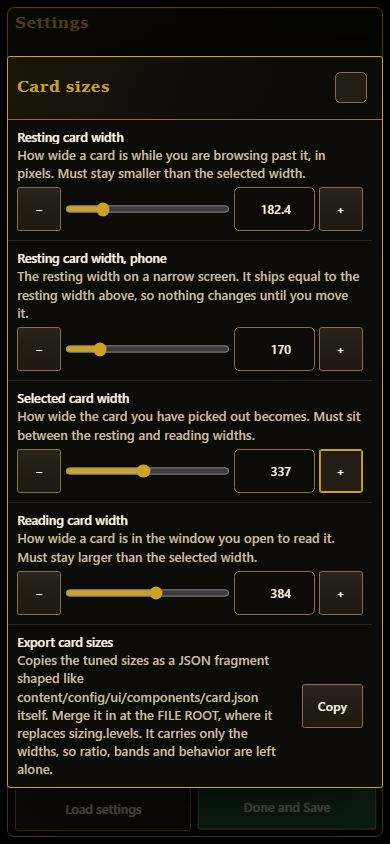 Settings
Card sizes
Resting card width
How wide a card is while you are browsing past it, in
pixels. Must stay smaller than the selected width.
– 182.4 +
Resting card width, phone
The resting width on a narrow screen. It ships equal to the
resting width above, so nothing changes until you move
it.
– 170 +
Selected card width
How wide the card you have picked out becomes. Must sit
between the resting and reading widths.
– 337 +
Reading card width
How wide a card is in the window you open to read it.
Must stay larger than the selected width.
– 384 +
Export card sizes
Copies the tuned sizes as a JSON fragment
shaped like
content/config/ui/components/card.json
itself. Merge it in at the FILE ROOT, where it
replaces sizing.levels. It carries only the
widths, so ratio, bands and behavior are left
alone.
Copy
Load settings
Done and Save